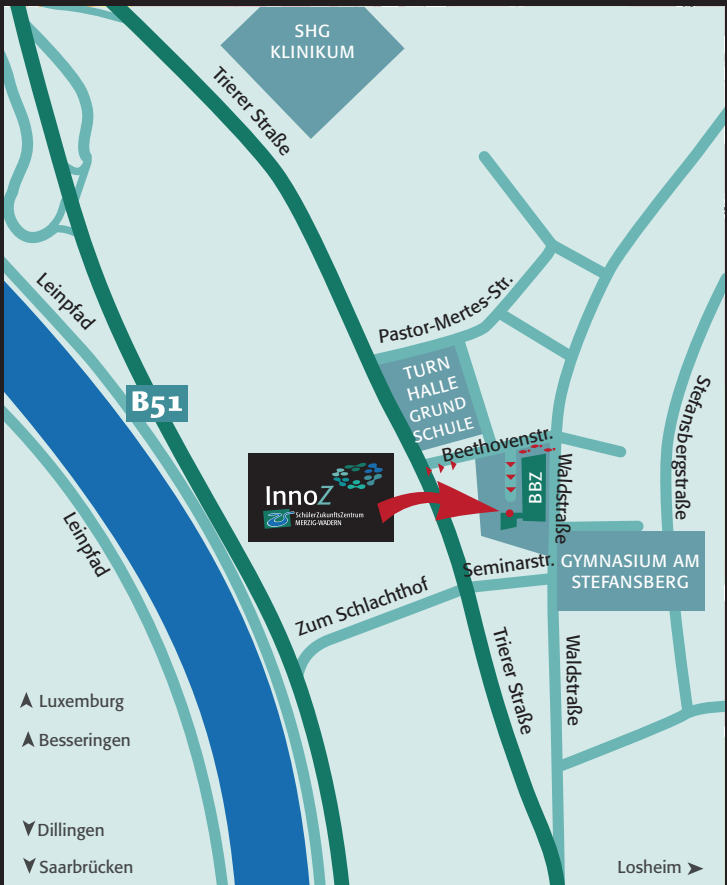 SHG
KLINIKUM
Trierer Straße
Leinpfad
Pastor-Mertes-Str.
TURN
HALLE
GRUND
SCHULE
Stefansbergstraße
B51
Beethovenstr.
BBZ
Waldstraße
InnoZ
SchülerZukunftsZentrum
MERZIG-WADERN
Leinpfad
GYMNASIUM AM
STEFANSBERG
Seminarstr.
Zum Schlachthof
Trierer Straße
Waldstraße
Luxemburg
Besseringen
Dillingen
Saarbrücken
Losheim